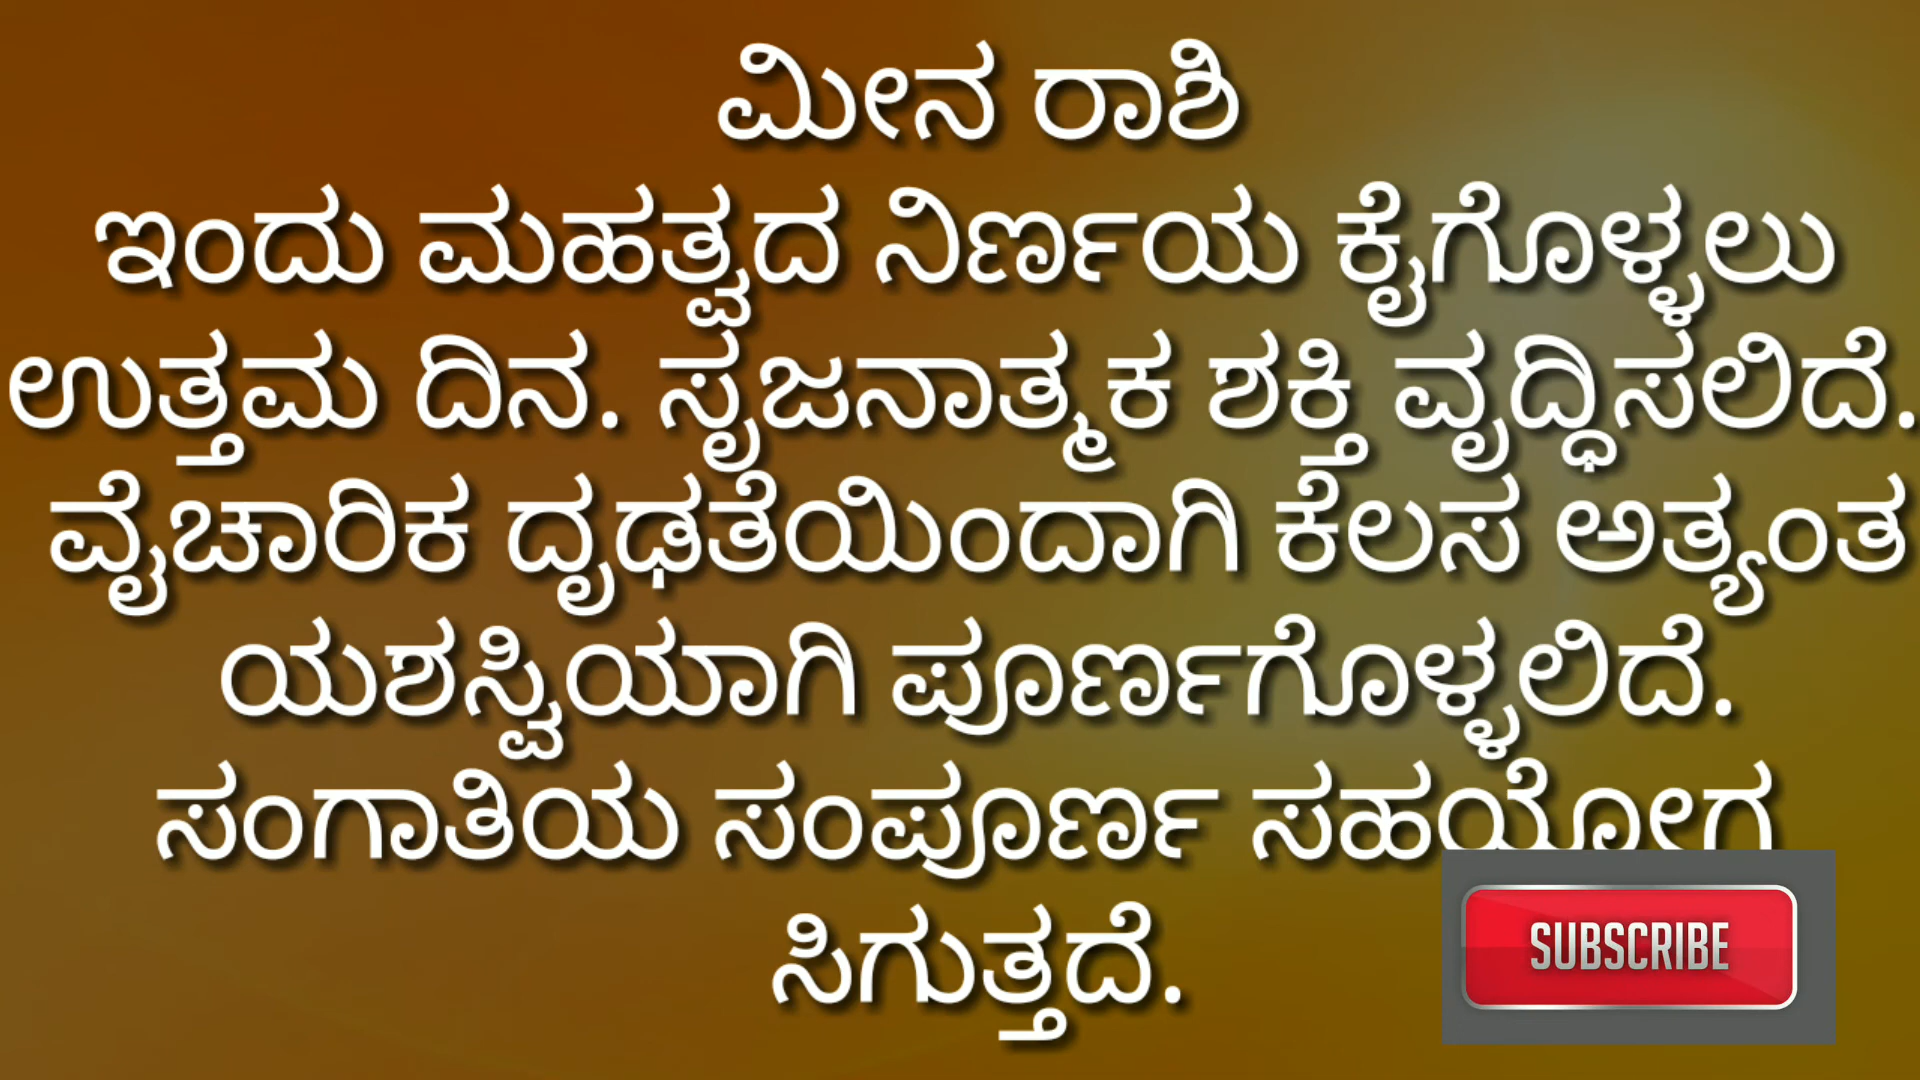 ಮೀನ ರಾಶಿ
ಇಂದು ಮಹತ್ವದ ನಿರ್ಣಯ ಕೈಗೊಳ್ಳಲು
ಉತ್ತಮ ದಿನ. ಸೃಜನಾತ್ಮಕ ಶಕ್ತಿ ವೃದ್ಧಿಸಲಿದೆ.
ವೈಚಾರಿಕ ದೃಢತೆಯಿಂದಾಗಿ ಕೆಲಸ ಅತ್ಯಂತ
ಯಶಸ್ವಿಯಾಗಿ ಪೂರ್ಣಗೊಳ್ಳಲಿದೆ.
ಸಂಗಾತಿಯ ಸಂಪೂರ್ಣ ಸಹಯೋಗ
ಸಿಗುತ್ತದೆ.
SUBSCRIBE